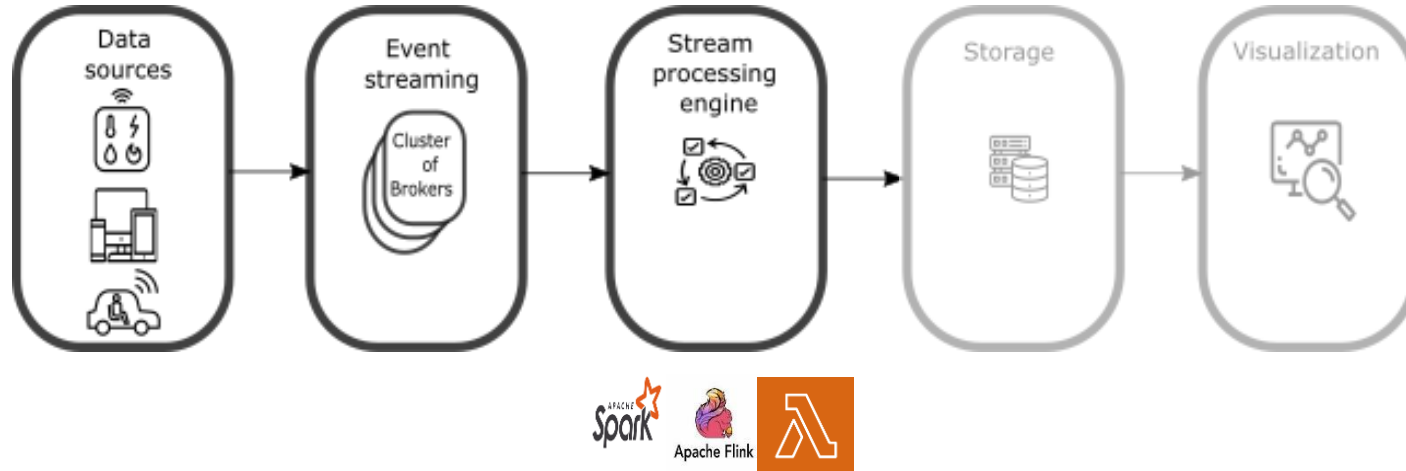 Data
sources
Event
streaming
Cluster
of
Brokers
Stream
processing
engine
Storage
Visualization
APACHE
Spark
Apache Flink